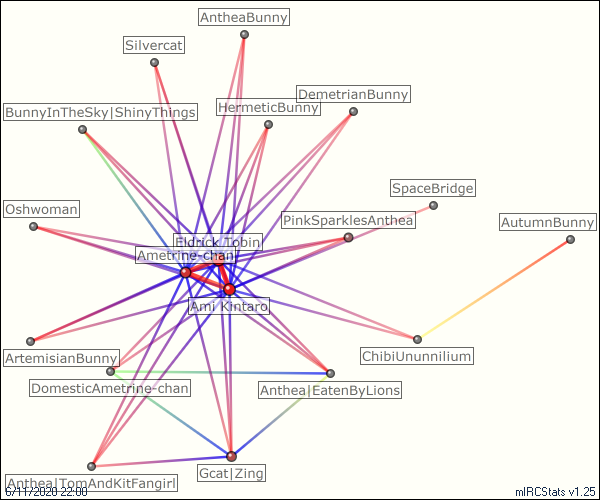 AntheaBunny
Silvercat
DemetrianBunny
BunnyInTheSky|ShinyThings
HermeticBunny
SpaceBridge
Oshwoman
PinkSparklesAnthea
AutumnBunny
Eldrick Tobin
Ametrine-chan
Ami Kintaro
ArtemisianBunny
ChibiUnunnilium
DomesticAmetrine-chan
Anthea|EatenByLions
Gcat|Zing
Anthea|TomAndKitFangirl
6/11/2020 22:00
mIRCStats v1.25